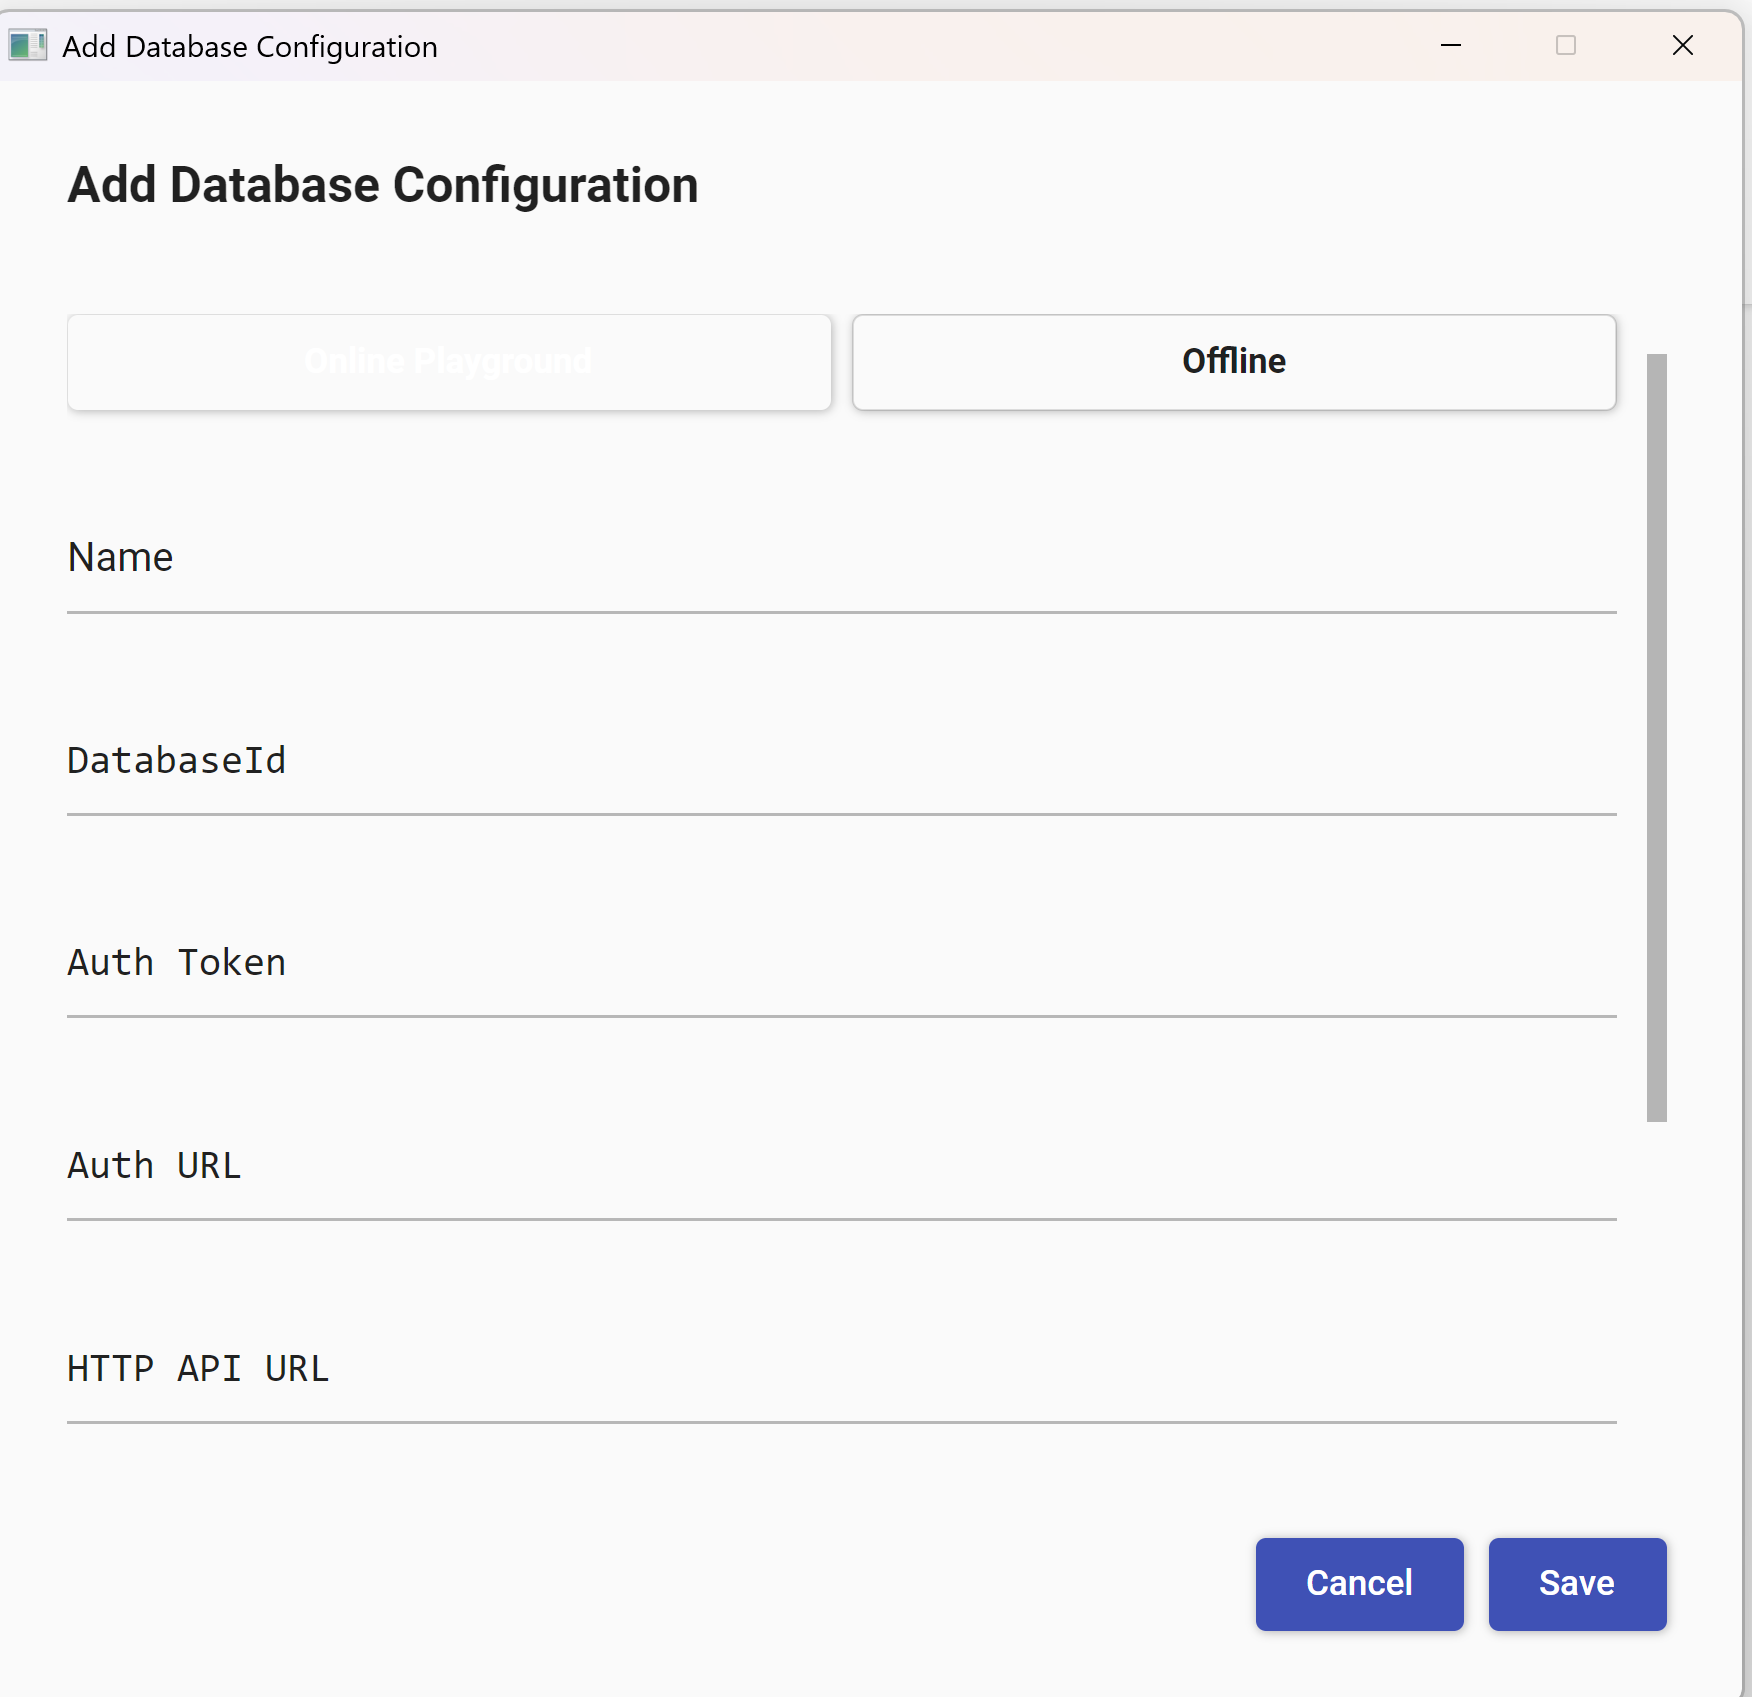 Add Database Configuration
Add Database Configuration
Online Playground
Offline
Name
DatabaseId
Auth Token
Auth URL
HTTP API URL
Cancel
Save